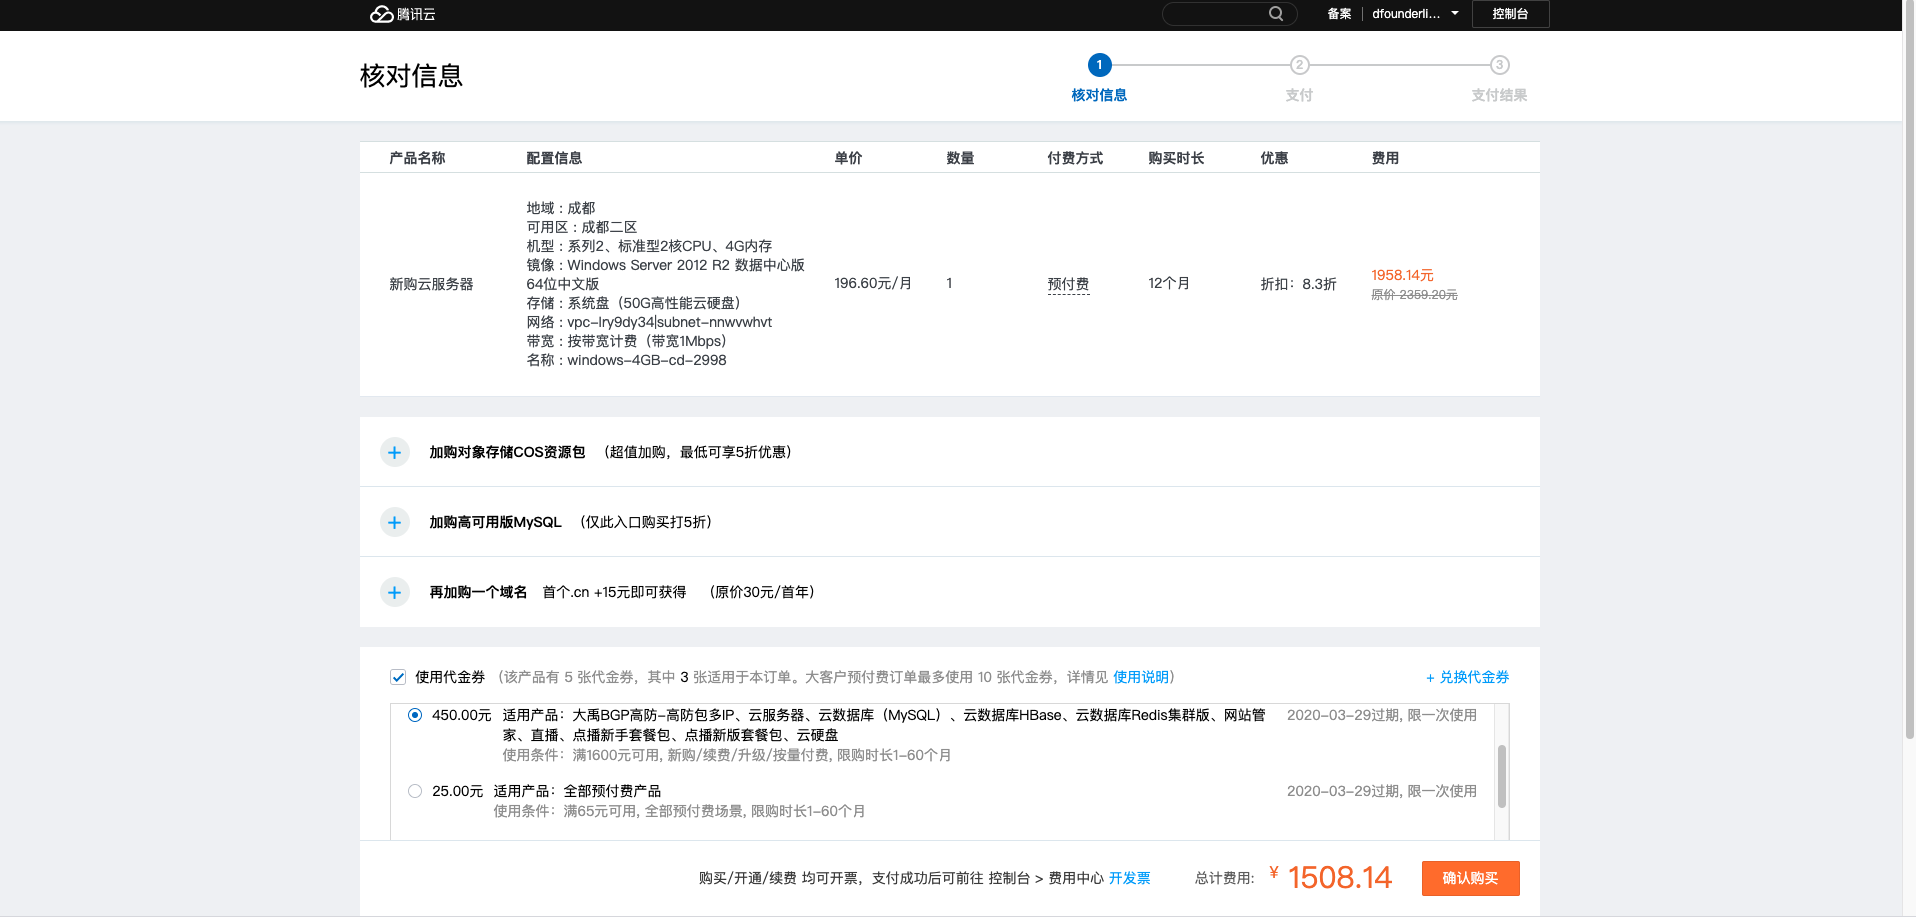 腾讯云
备案
dfounderli...
控制台
核对信息
1
2
3
核对信息
支付
支付结果
产品名称 配置信息 单价 数量 付费方式 购买时长 优惠 费用
新购云服务器
地域：成都
可用区：成都二区
机型：系列2、标准型2核CPU、4G内存
镜像：Windows Server 2012 R2 数据中心版
64位中文版
存储：系统盘（50G高性能云硬盘）
网络：vpc-lry9dy34|subnet-nnwvwhvt
带宽：按带宽计费（带宽1Mbps）
名称：windows-4GB-cd-2998
196.60元/月
1
预付费
12个月
折扣：8.3折
1958.14元
原价 2359.20元
加购对象存储COS资源包 （超值加购，最低可享5折优惠）
加购高可用版MySQL （仅此入口购买打5折）
再加购一个域名 首个.cn +15元即可获得 （原价30元/首年）
使用代金券 （该产品有 5 张代金券，其中 3 张适用于本订单。大客户预付费订单最多使用 10 张代金券，详情见 使用说明）
+ 兑换代金券
450.00元 适用产品：大禹BGP高防-高防包多IP、云服务器、云数据库（MySQL）、云数据库HBase、云数据库Redis集群版、网站管
家、直播、点播新手套餐包、点播新版套餐包、云硬盘
使用条件：满1600元可用, 新购/续费/升级/按量付费, 限购时长1-60个月
2020-03-29过期, 限一次使用
25.00元 适用产品：全部预付费产品
使用条件：满65元可用, 全部预付费场景, 限购时长1-60个月
2020-03-29过期, 限一次使用
购买/开通/续费 均可开票，支付成功后可前往 控制台 > 费用中心 开发票
总计费用: ¥ 1508.14
确认购买